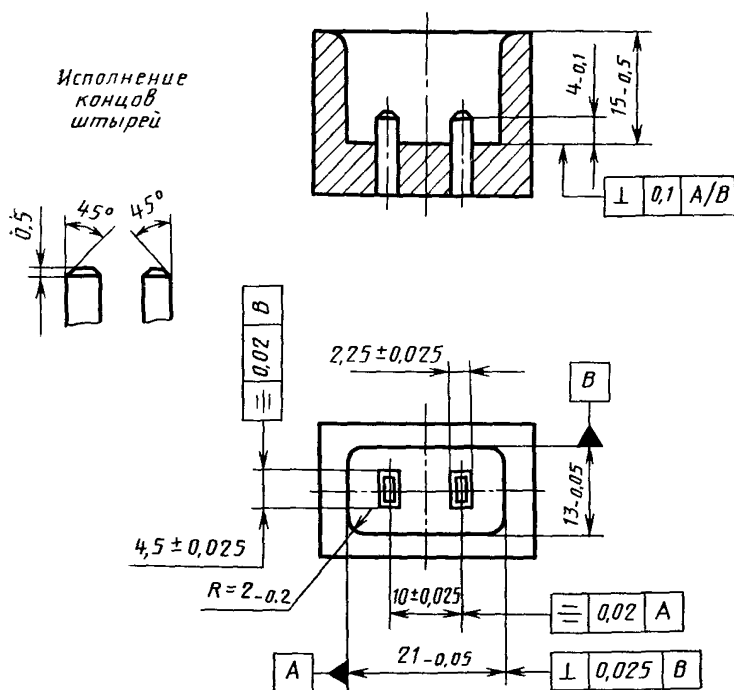 Исполнение
концов
штырей
4-0,1
15-0,5
⊥ 0,1 А/В
45° 45°
0,5
⌯ 0,02 В
2,25±0,025
В
13-0,05
4,5±0,025
R=2-0.2
10±0,025
⌯ 0,02 А
А
21-0,05
⊥ 0,025 В